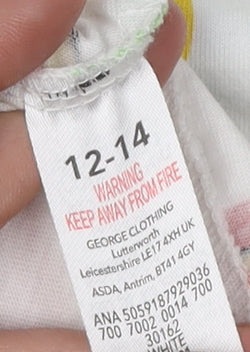 12-14
WARNING
KEEP AWAY FROM FIRE
GEORGE CLOTHING
Lutterworth
Leicestershire LE17 4XH UK
ASDA, Antrim, BT41 4GY
ANA 5059187929036
700 7002 0014 700
30162
WHITE